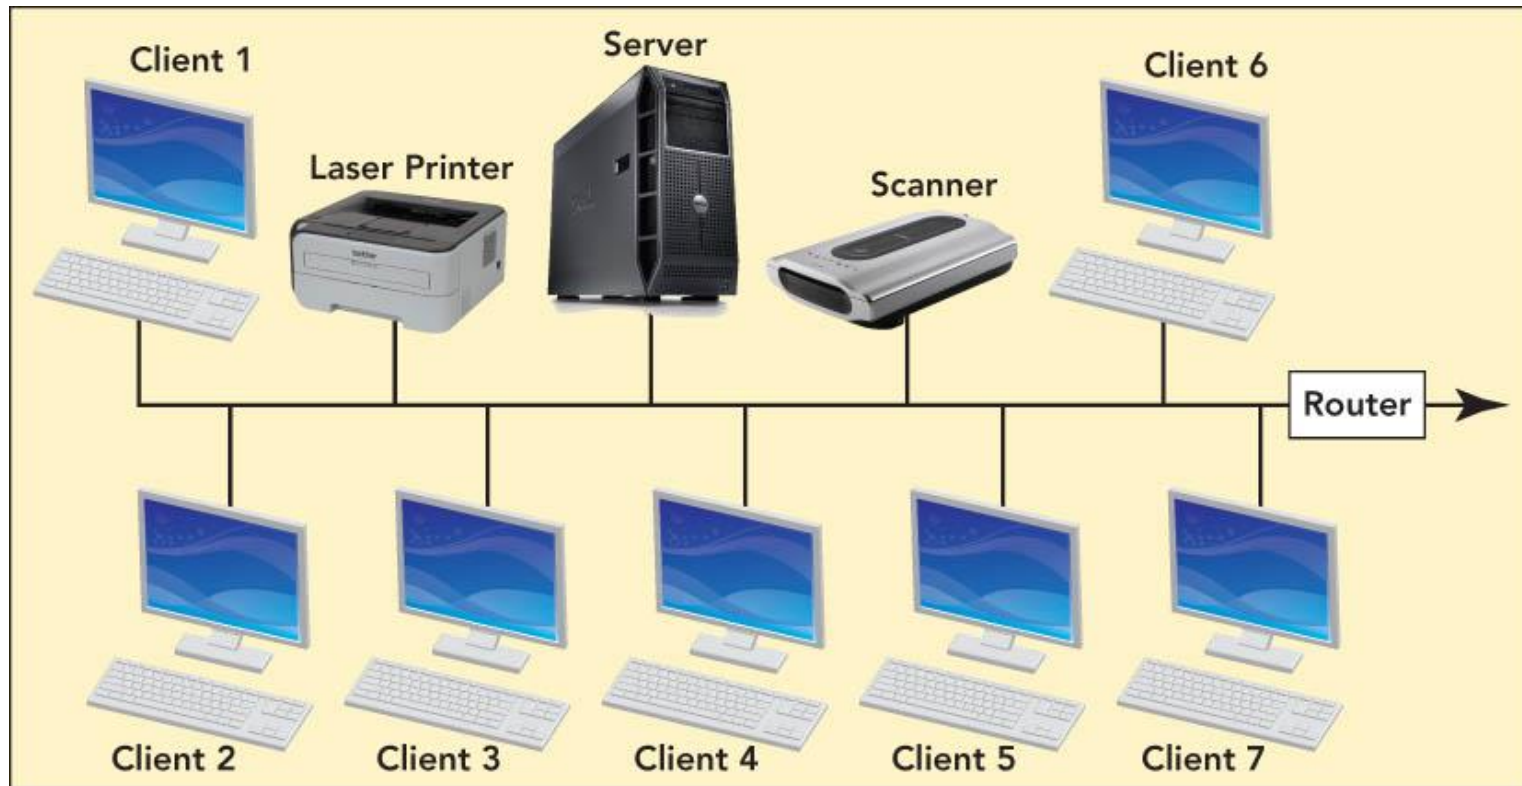 Client 1
Server
Client 6
Laser Printer
Scanner
brother
Router
Client 2
Client 3
Client 4
Client 5
Client 7